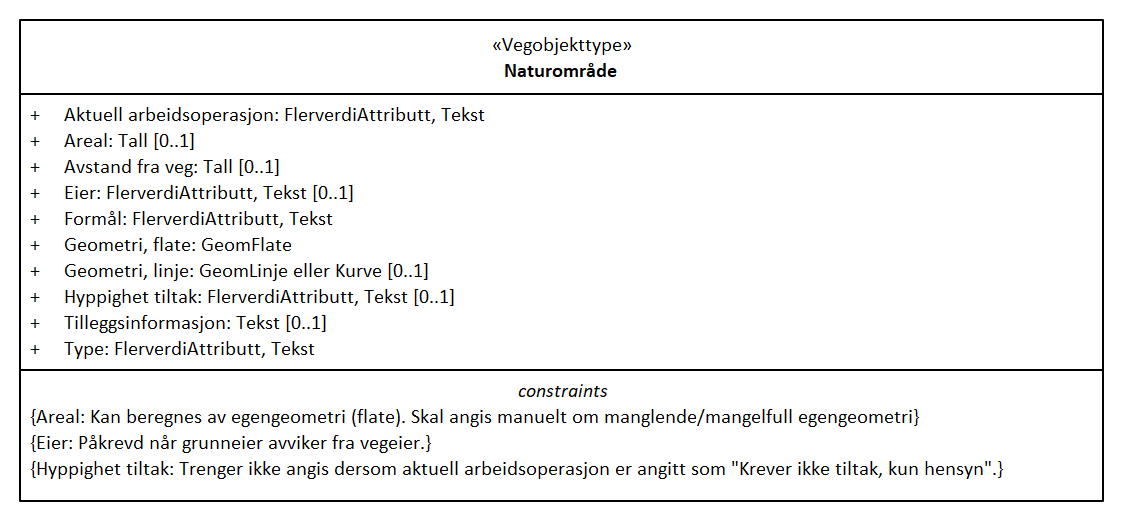 «Vegobjekttype»
Naturområde
+ Aktuell arbeidsoperasjon: FlerverdiAttributt, Tekst
+ Areal: Tall [0..1]
+ Avstand fra veg: Tall [0..1]
+ Eier: FlerverdiAttributt, Tekst [0..1]
+ Formål: FlerverdiAttributt, Tekst
+ Geometri, flate: GeomFlate
+ Geometri, linje: GeomLinje eller Kurve [0..1]
+ Hyppighet tiltak: FlerverdiAttributt, Tekst [0..1]
+ Tilleggsinformasjon: Tekst [0..1]
+ Type: FlerverdiAttributt, Tekst
constraints
{Areal: Kan beregnes av egengeometri (flate). Skal angis manuelt om manglende/mangelfull egengeometri}
{Eier: Påkrevd når grunneier avviker fra vegeier.}
{Hyppighet tiltak: Trenger ikke angis dersom aktuell arbeidsoperasjon er angitt som "Krever ikke tiltak, kun hensyn".}